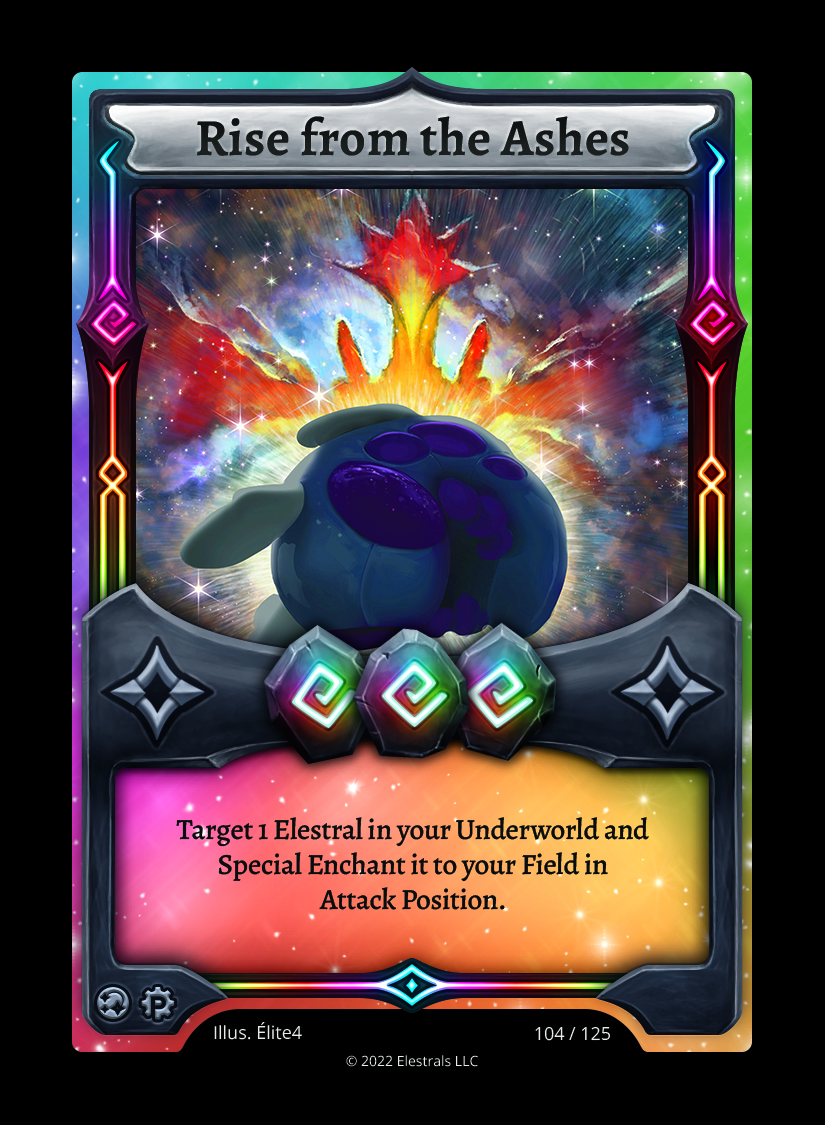 Rise from the Ashes
Target 1 Elestral in your Underworld and
Special Enchant it to your Field in
Attack Position.
P
Illus. Élite4
104 / 125
© 2022 Elestrals LLC